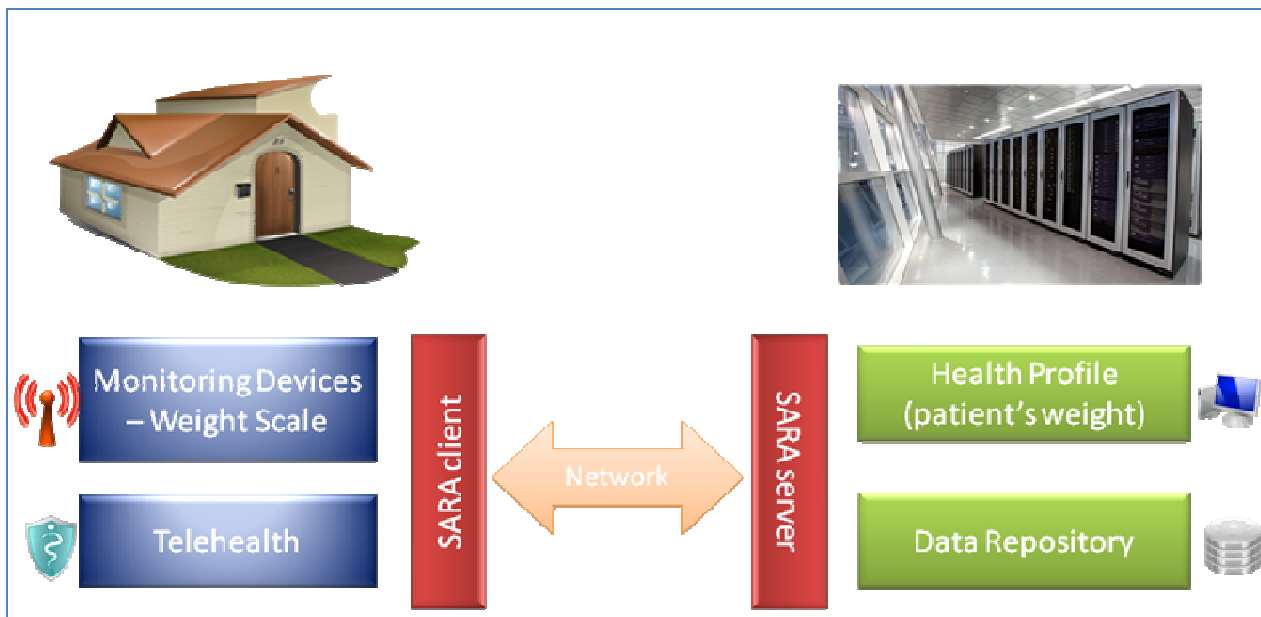 Monitoring Devices
– Weight Scale
Telehealth
SARA client
Network
SARA server
Health Profile
(patient's weight)
Data Repository